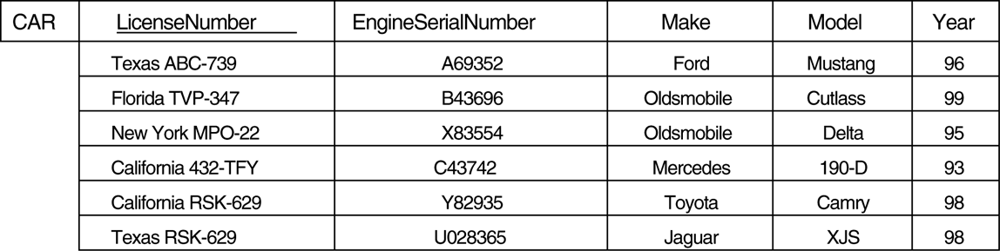 CAR LicenseNumber EngineSerialNumber Make Model Year
Texas ABC-739 A69352 Ford Mustang 96
Florida TVP-347 B43696 Oldsmobile Cutlass 99
New York MPO-22 X83554 Oldsmobile Delta 95
California 432-TFY C43742 Mercedes 190-D 93
California RSK-629 Y82935 Toyota Camry 98
Texas RSK-629 U028365 Jaguar XJS 98